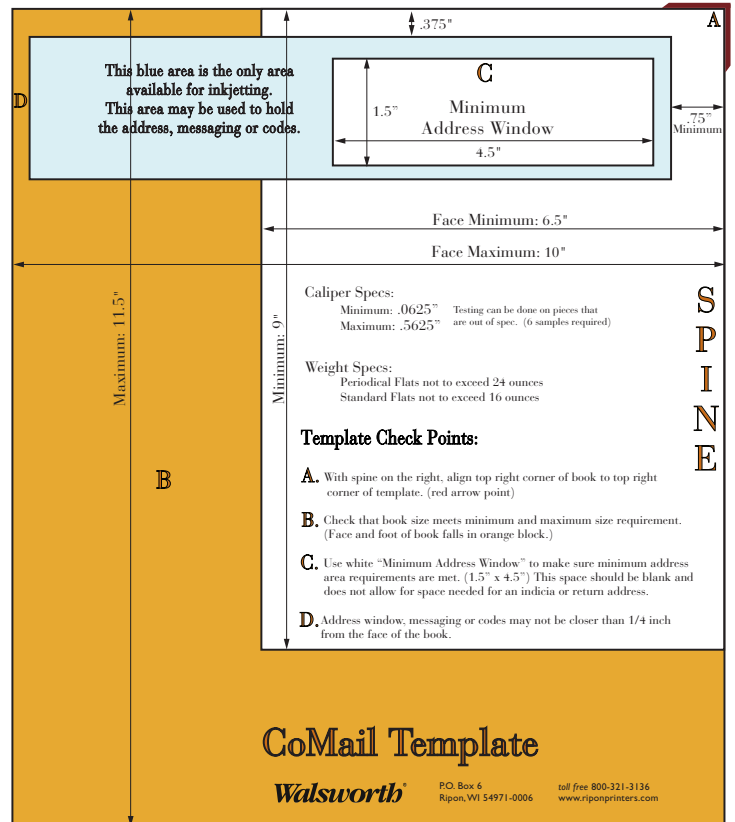 .375"
A
This blue area is the only area
available for inkjetting.
This area may be used to hold
the address, messaging or codes.
D
C
1.5”
Minimum
Address Window
4.5"
.75”
Minimum
Face Minimum: 6.5"
Face Maximum: 10"
Maximum: 11.5"
Minimum: 9"
Caliper Specs:
Minimum: .0625”
Maximum: .5625”
Testing can be done on pieces that
are out of spec. (6 samples required)
SPINE
Weight Specs:
Periodical Flats not to exceed 24 ounces
Standard Flats not to exceed 16 ounces
Template Check Points:
B
A. With spine on the right, align top right corner of book to top right
corner of template. (red arrow point)
B. Check that book size meets minimum and maximum size requirement.
(Face and foot of book falls in orange block.)
C. Use white “Minimum Address Window” to make sure minimum address
area requirements are met. (1.5” x 4.5”) This space should be blank and
does not allow for space needed for an indicia or return address.
D. Address window, messaging or codes may not be closer than 1/4 inch
from the face of the book.
CoMail Template
Walsworth®
P.O. Box 6
Ripon, WI 54971-0006
toll free 800-321-3136
www.riponprinters.com